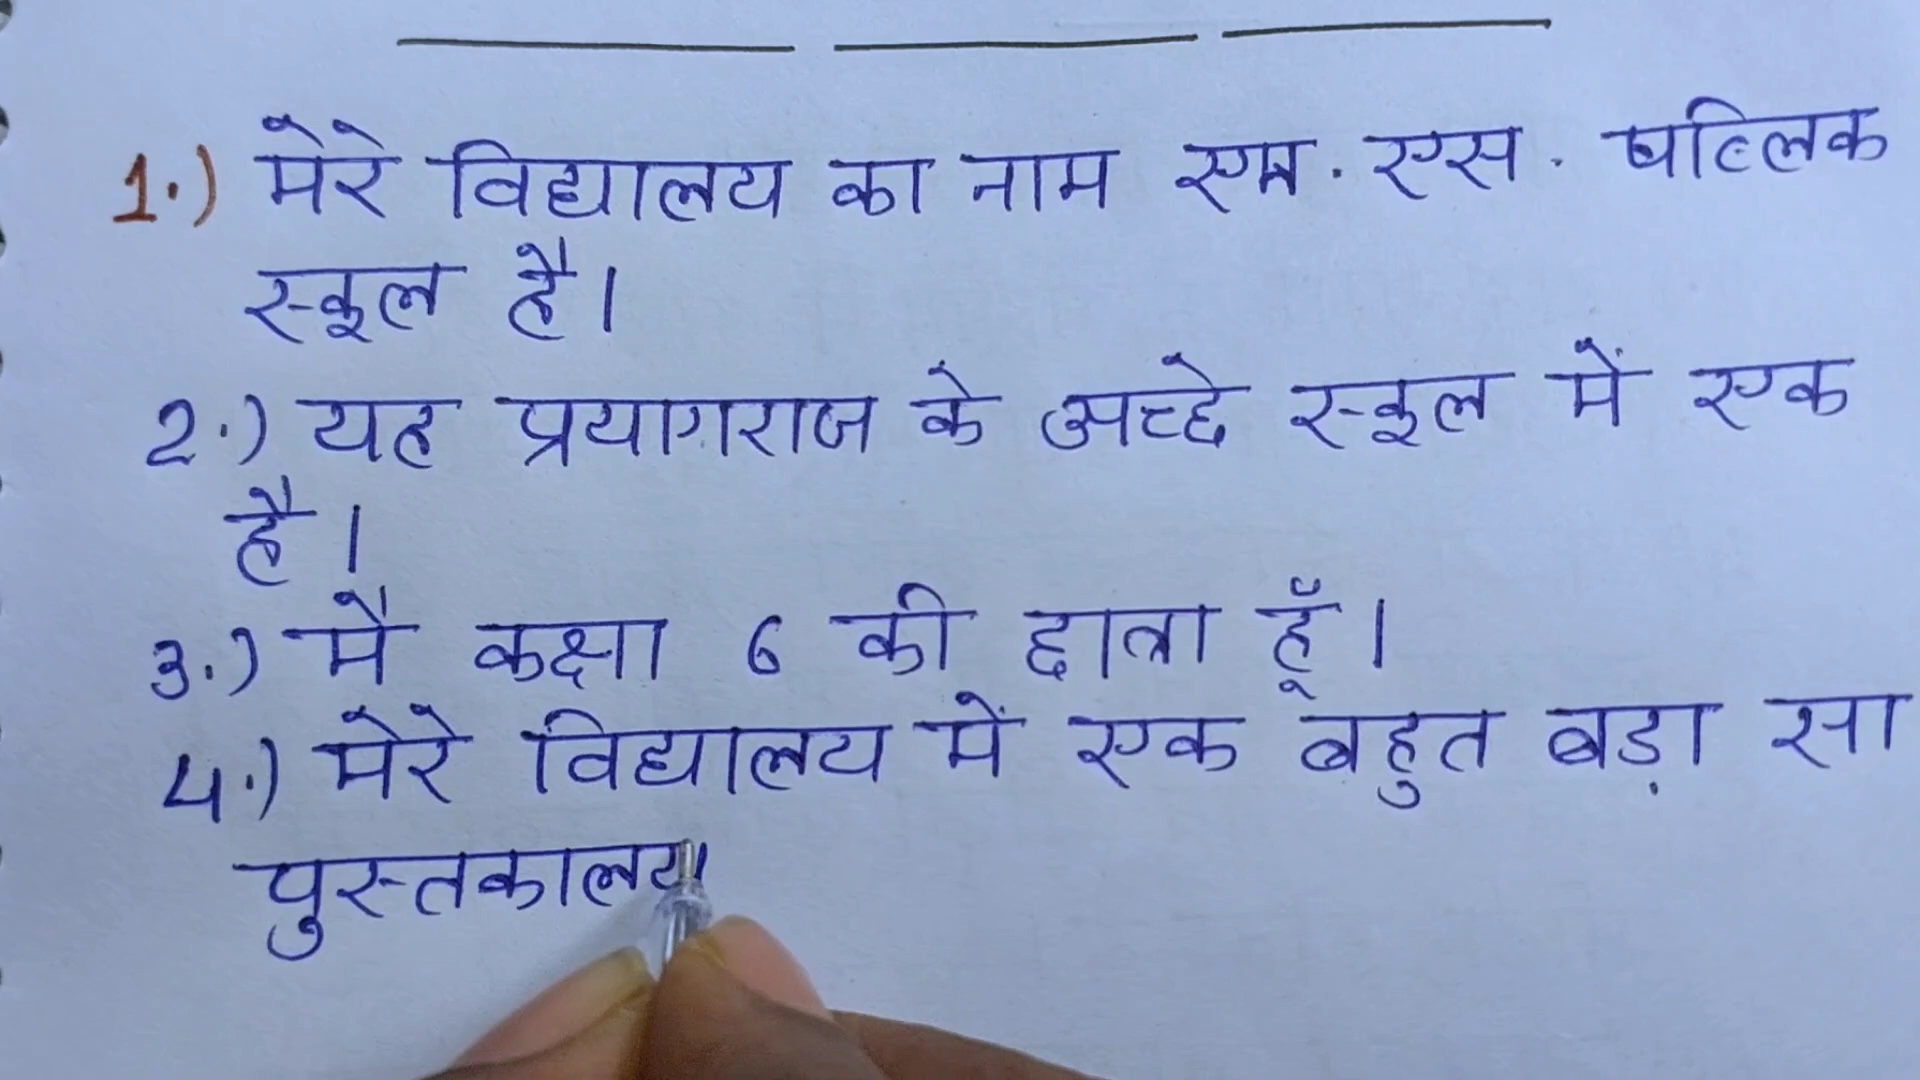 1.) मेरे विद्यालय का नाम एम. एस. पब्लिक
स्कूल है।
2.) यह प्रयागराज के अच्छे स्कूल में एक
है।
3.) मै कक्षा 6 की छात्रा हूँ।
4.) मेरे विद्यालय में एक बहुत बड़ा सा
पुस्तकालय